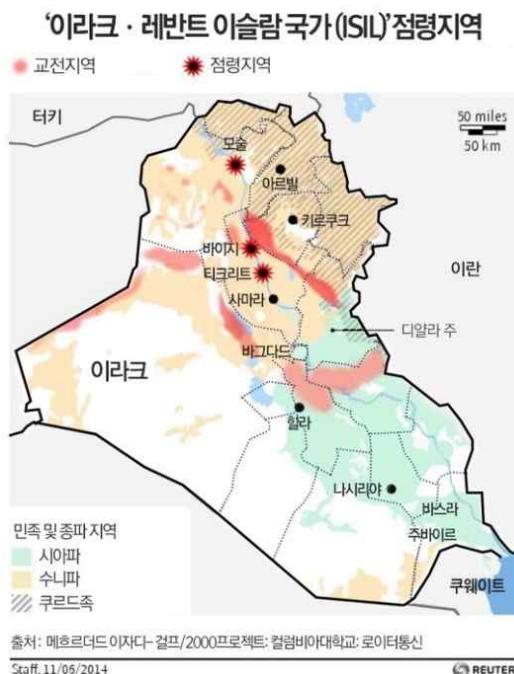 '이라크 · 레반트 이슬람 국가 (ISIL)' 점령지역
교전지역 점령지역
터키
50 miles
50 km
모술
아르빌
키로쿠크
바이지
티크리트
이란
사마라
디얄라 주
바그다드
이라크
힐라
나시리야
바스라
주바이르
민족 및 종파 지역
시아파
수니파
쿠르드족
쿠웨이트
출처: 메흐르더드 이자디- 걸프/2000프로젝트: 컬럼비아대학교: 로이터통신
Staff, 11/06/2014
REUTER